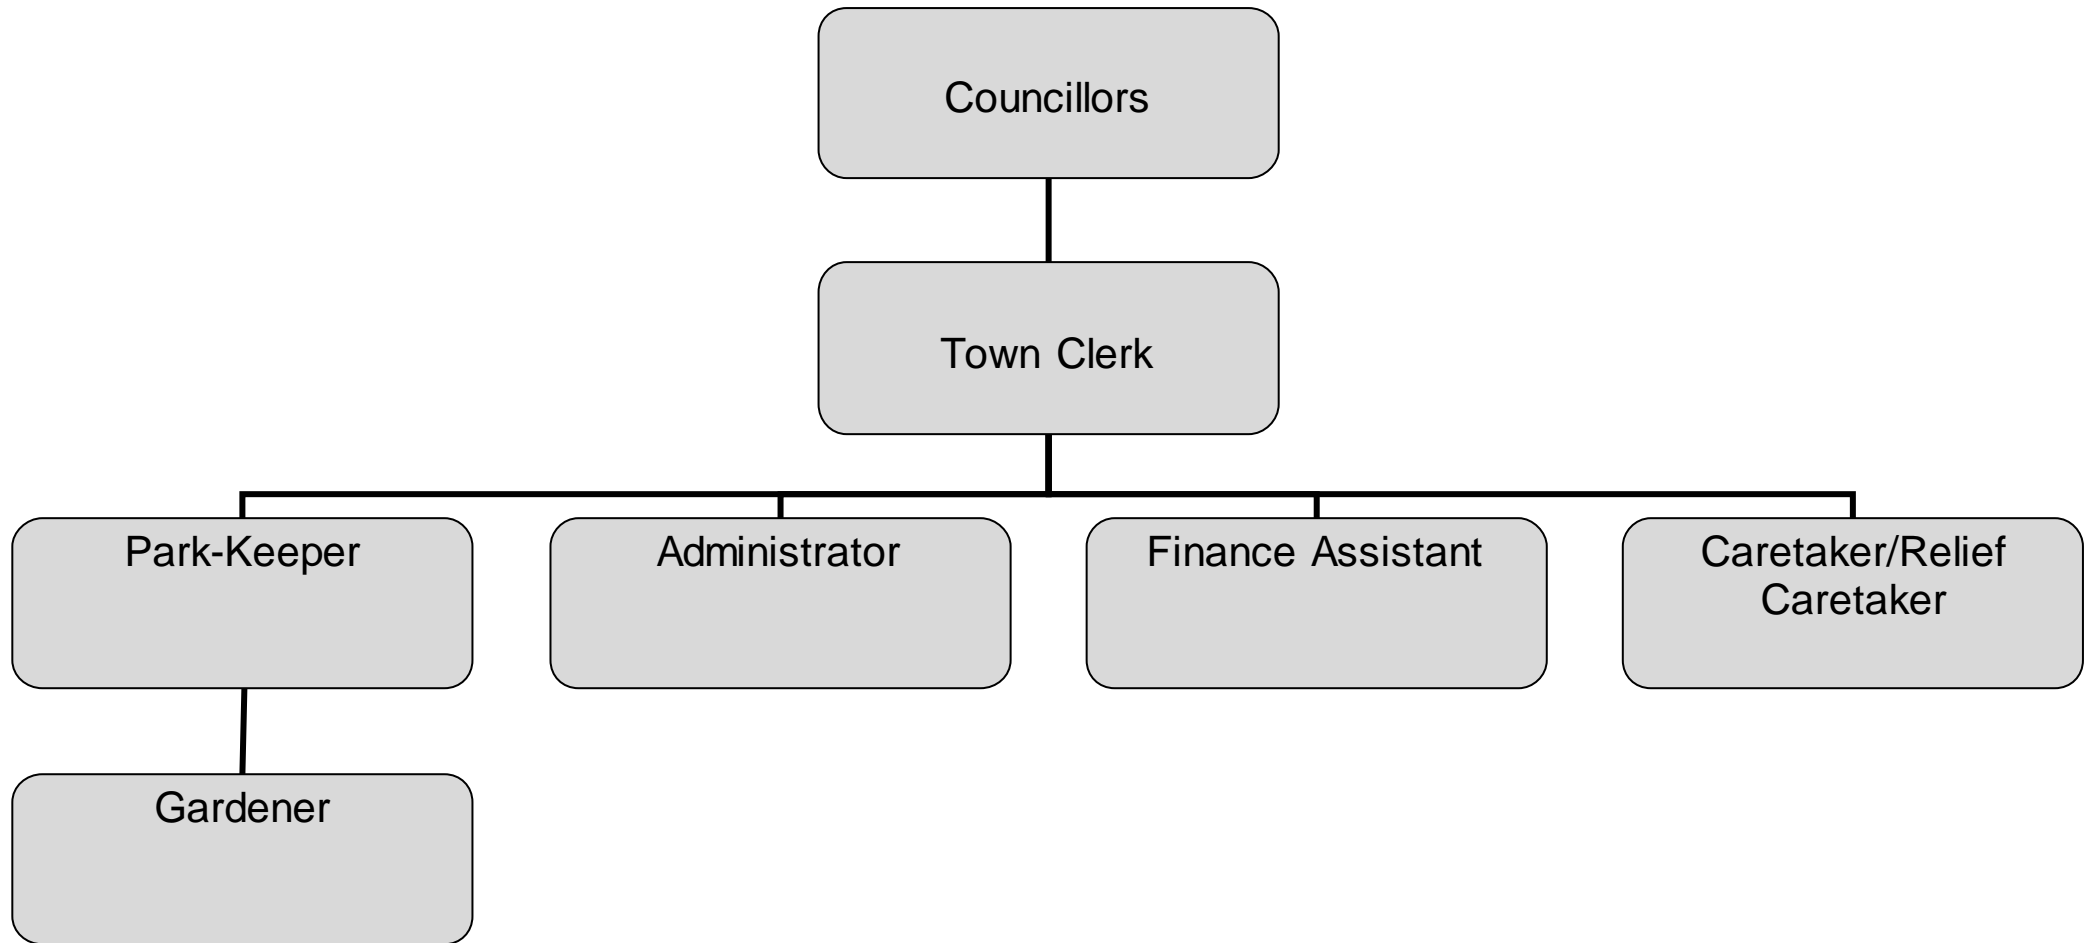 Councillors
Town Clerk
Park-Keeper
Administrator
Finance Assistant
Caretaker/Relief
Caretaker
Gardener